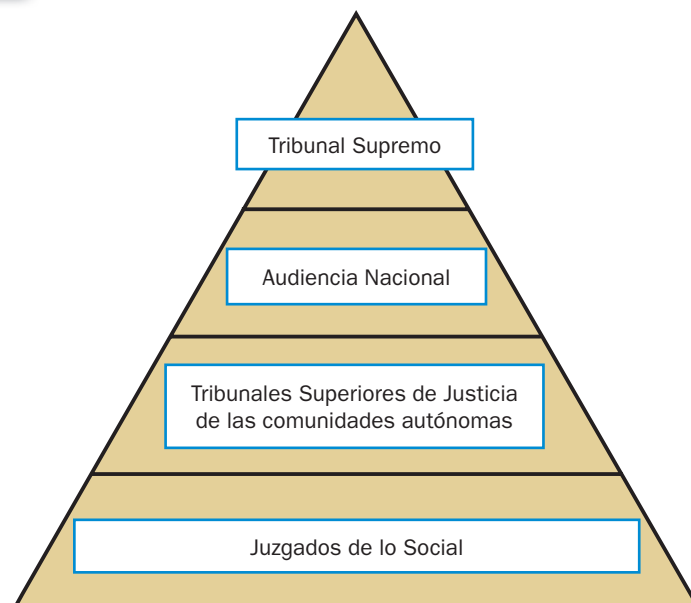 Tribunal Supremo
Audiencia Nacional
Tribunales Superiores de Justicia
de las comunidades autónomas
Juzgados de lo Social